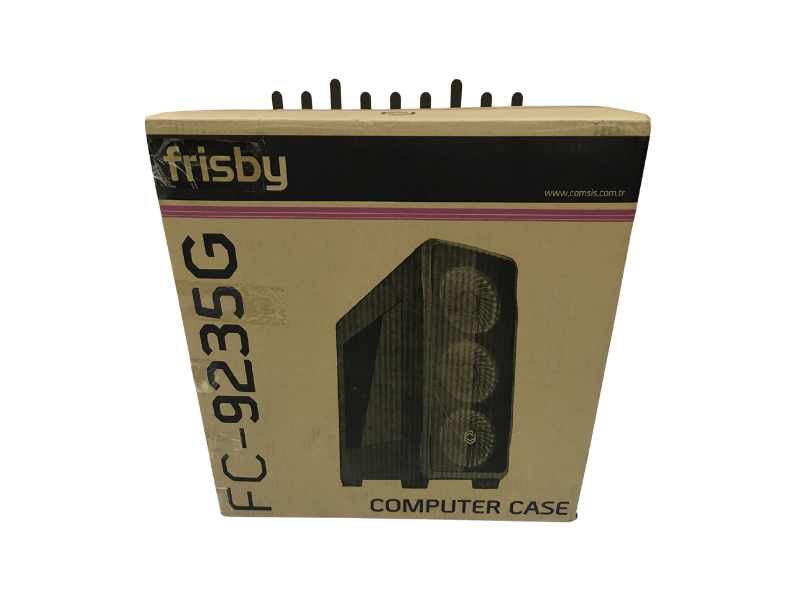 frisby
www.comsis.com.tr
FC-9235G
COMPUTER CASE